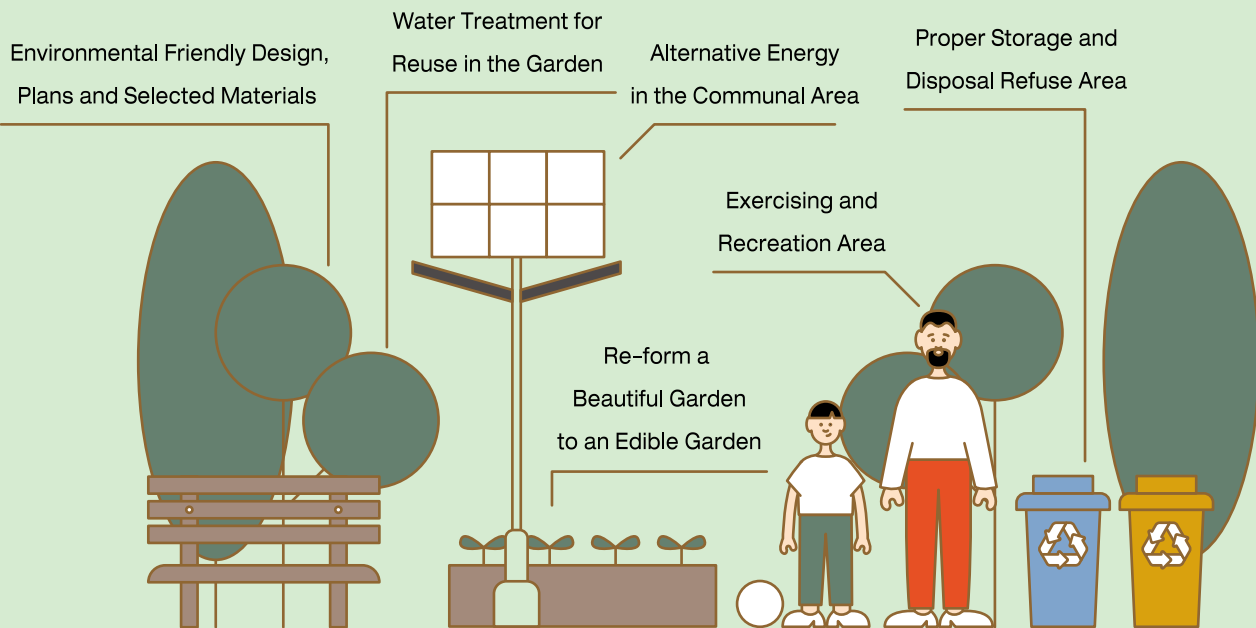 Environmental Friendly Design,
Plans and Selected Materials
Water Treatment for
Reuse in the Garden
Alternative Energy
in the Communal Area
Proper Storage and
Disposal Refuse Area
Exercising and
Recreation Area
Re-form a
Beautiful Garden
to an Edible Garden